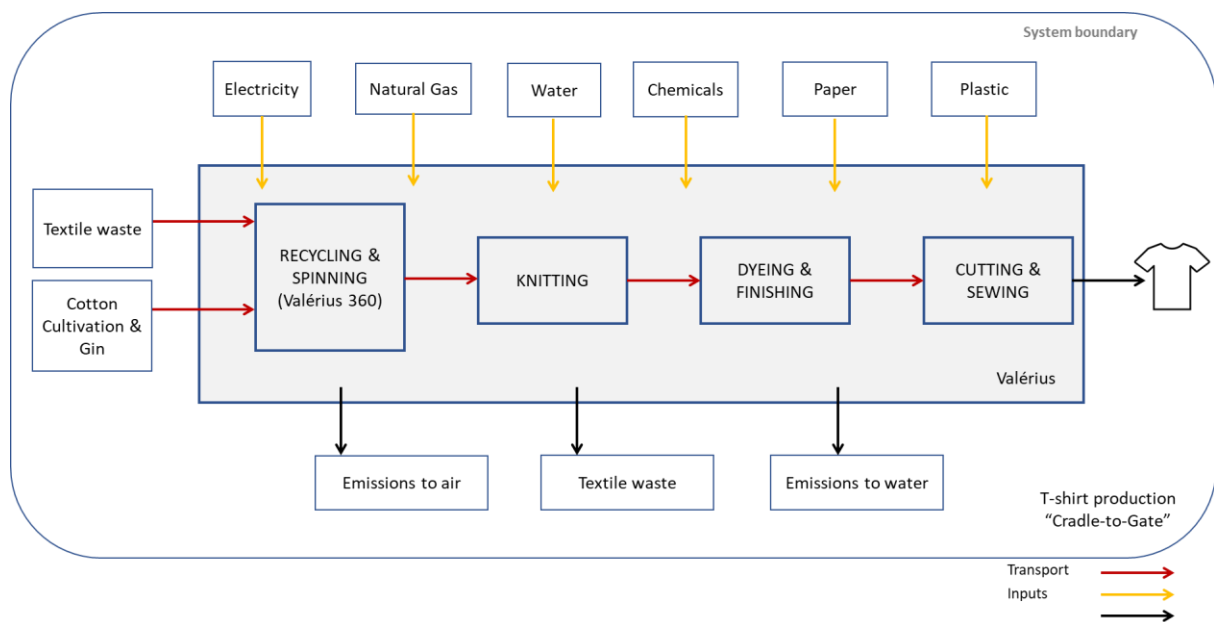 System boundary
Electricity
Natural Gas
Water
Chemicals
Paper
Plastic
Textile waste
Cotton
Cultivation &
Gin
RECYCLING &
SPINNING
(Valérius 360)
KNITTING
DYEING &
FINISHING
CUTTING &
SEWING
Valérius
Emissions to air
Textile waste
Emissions to water
T-shirt production
“Cradle-to-Gate”
Transport
Inputs